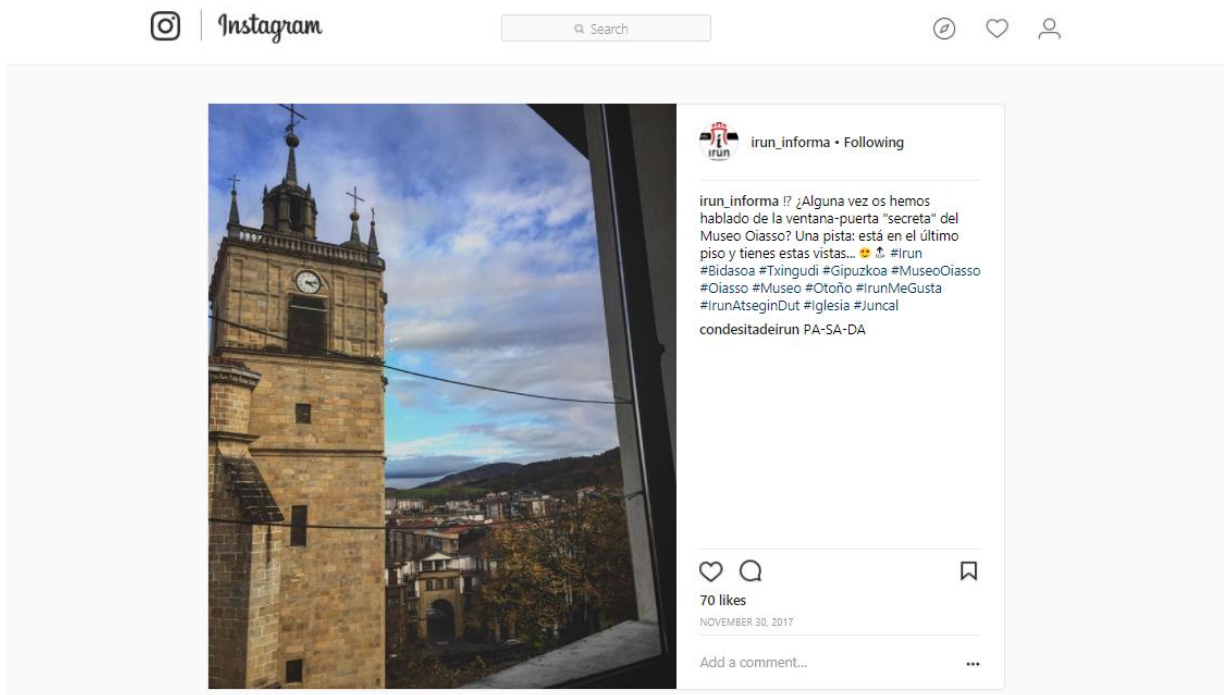 Instagram
Search
irun
irun_informa • Following
irun_informa !? ¿Alguna vez os hemos
hablado de la ventana-puerta "secreta" del
Museo Oiasso? Una pista: está en el último
piso y tienes estas vistas... 😍 🔝 #Irun
#Bidasoa #Txingudi #Gipuzkoa #MuseoOiasso
#Oiasso #Museo #Otoño #IrunMeGusta
#IrunAtseginDut #Iglesia #Juncal
condesitadeirun PA-SA-DA
70 likes
NOVEMBER 30, 2017
Add a comment...